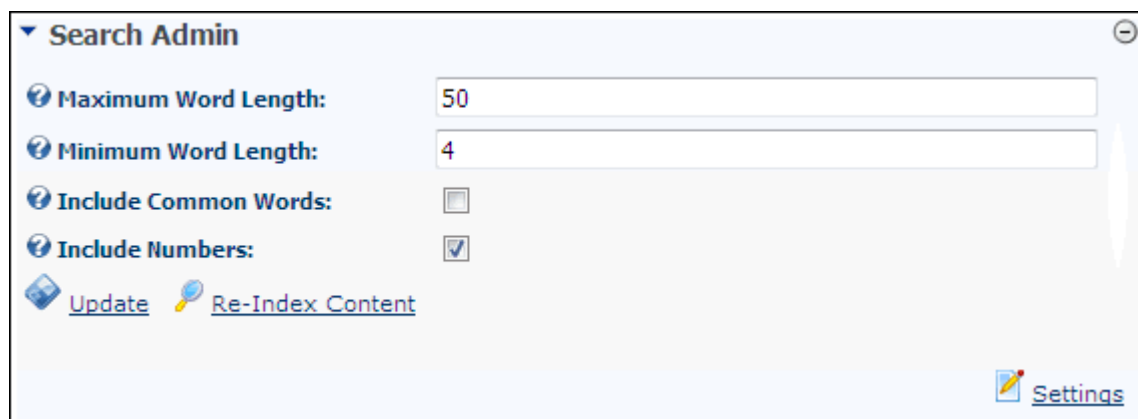 Search Admin
Maximum Word Length: 50
Minimum Word Length: 4
Include Common Words:
Include Numbers:
Update Re-Index Content
Settings